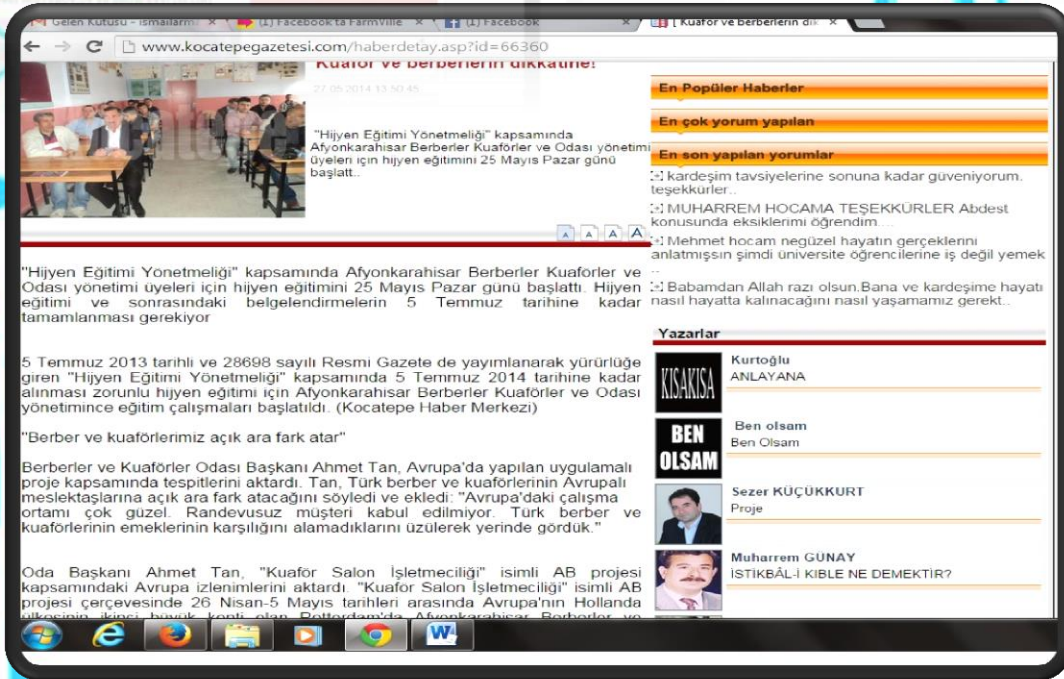 Gelen Kutusu - ismailarm
(1) Facebook'ta FarmVille
(1) Facebook
[ Kuaför ve berberlerin dik
www.kocatepegazetesi.com/haberdetay.asp?id=66360
Kuaför ve berberlerin dikkatine!
27.05.2014 13:50:45
"Hijyen Eğitimi Yönetmeliği" kapsamında
Afyonkarahisar Berberler Kuaförler ve Odası yönetimi
üyeleri için hijyen eğitimini 25 Mayıs Pazar günü
başlatt..
A A A A
"Hijyen Eğitimi Yönetmeliği" kapsamında Afyonkarahisar Berberler Kuaförler ve
Odası yönetimi üyeleri için hijyen eğitimini 25 Mayıs Pazar günü başlattı. Hijyen
eğitimi ve sonrasındaki belgelendirmelerin 5 Temmuz tarihine kadar
tamamlanması gerekiyor
5 Temmuz 2013 tarihli ve 28698 sayılı Resmi Gazete de yayımlanarak yürürlüğe
giren "Hijyen Eğitimi Yönetmeliği" kapsamında 5 Temmuz 2014 tarihine kadar
alınması zorunlu hijyen eğitimi için Afyonkarahisar Berberler Kuaförler ve Odası
yönetimince eğitim çalışmaları başlatıldı. (Kocatepe Haber Merkezi)
"Berber ve kuaförlerimiz açık ara fark atar"
Berberler ve Kuaförler Odası Başkanı Ahmet Tan, Avrupa'da yapılan uygulamalı
proje kapsamında tespitlerini aktardı. Tan, Türk berber ve kuaförlerinin Avrupalı
meslektaşlarına açık ara fark atacağını söyledi ve ekledi: "Avrupa'daki çalışma
ortamı çok güzel. Randevusuz müşteri kabul edilmiyor. Türk berber ve
kuaförlerinin emeklerinin karşılığını alamadıklarını üzülerek yerinde gördük."
Oda Başkanı Ahmet Tan, "Kuaför Salon İşletmeciliği" isimli AB projesi
kapsamındaki Avrupa izlenimlerini aktardı. "Kuaför Salon İşletmeciliği" isimli AB
projesi çerçevesinde 26 Nisan-5 Mayıs tarihleri arasında Avrupa'nın Hollanda
ülkesinin ikinci büyük kenti olan Rotterdam'da Afyonkarahisar Berberler ve
En Popüler Haberler
En çok yorum yapılan
En son yapılan yorumlar
kardeşim tavsiyelerine sonuna kadar güveniyorum.
teşekkürler..
MUHARREM HOCAMA TEŞEKKÜRLER Abdest
konusunda eksiklerimi öğrendim....
Mehmet hocam negüzel hayatın gerçeklerını
anlatmışsın şimdi üniversite öğrencilerine iş değil yemek
..
Babamdan Allah razı olsun.Bana ve kardeşime hayatı
nasıl hayatta kalınacağını nasıl yaşamamız gerekt..
Yazarlar
KISAKISA
Kurtoğlu
ANLAYANA
BEN
OLSAM
Ben olsam
Ben Olsam
Sezer KÜÇÜKKURT
Proje
Muharrem GÜNAY
İSTİKBÂL-İ KIBLE NE DEMEKTİR?